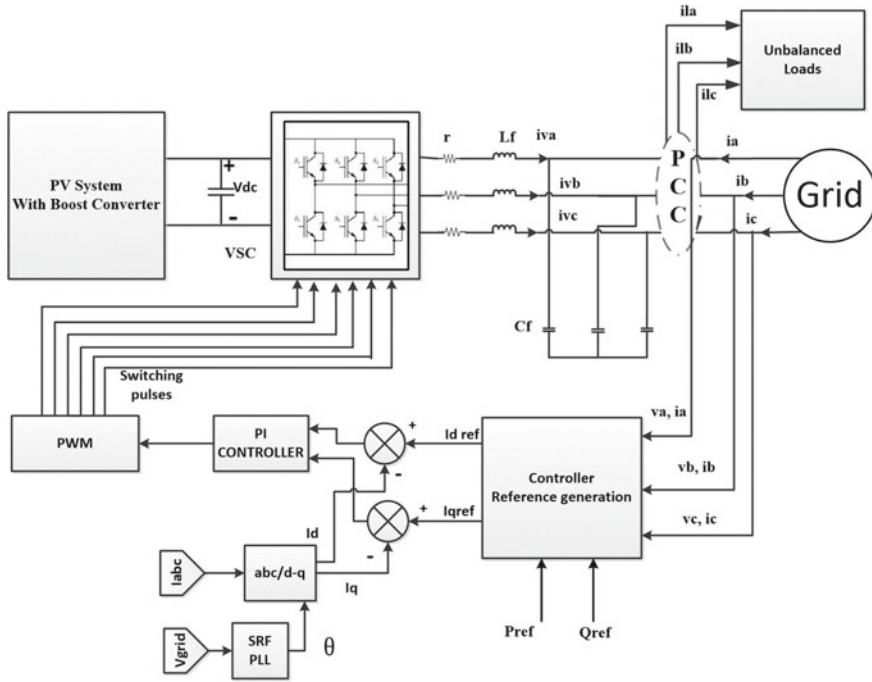 ila
ilb
ilc
Unbalanced
Loads
PV System
With Boost Converter
+
Vdc
-
VSC
r
Lf
iva
ivb
ivc
P
C
C
ia
ib
ic
Grid
Cf
Switching
pulses
PWM
PI
CONTROLLER
+
-
Id ref
+
-
Iqref
Controller
Reference generation
va, ia
vb, ib
vc, ic
Iabc
abc/d-q
Id
Iq
Vgrid
SRF
PLL
θ
Pref
Qref